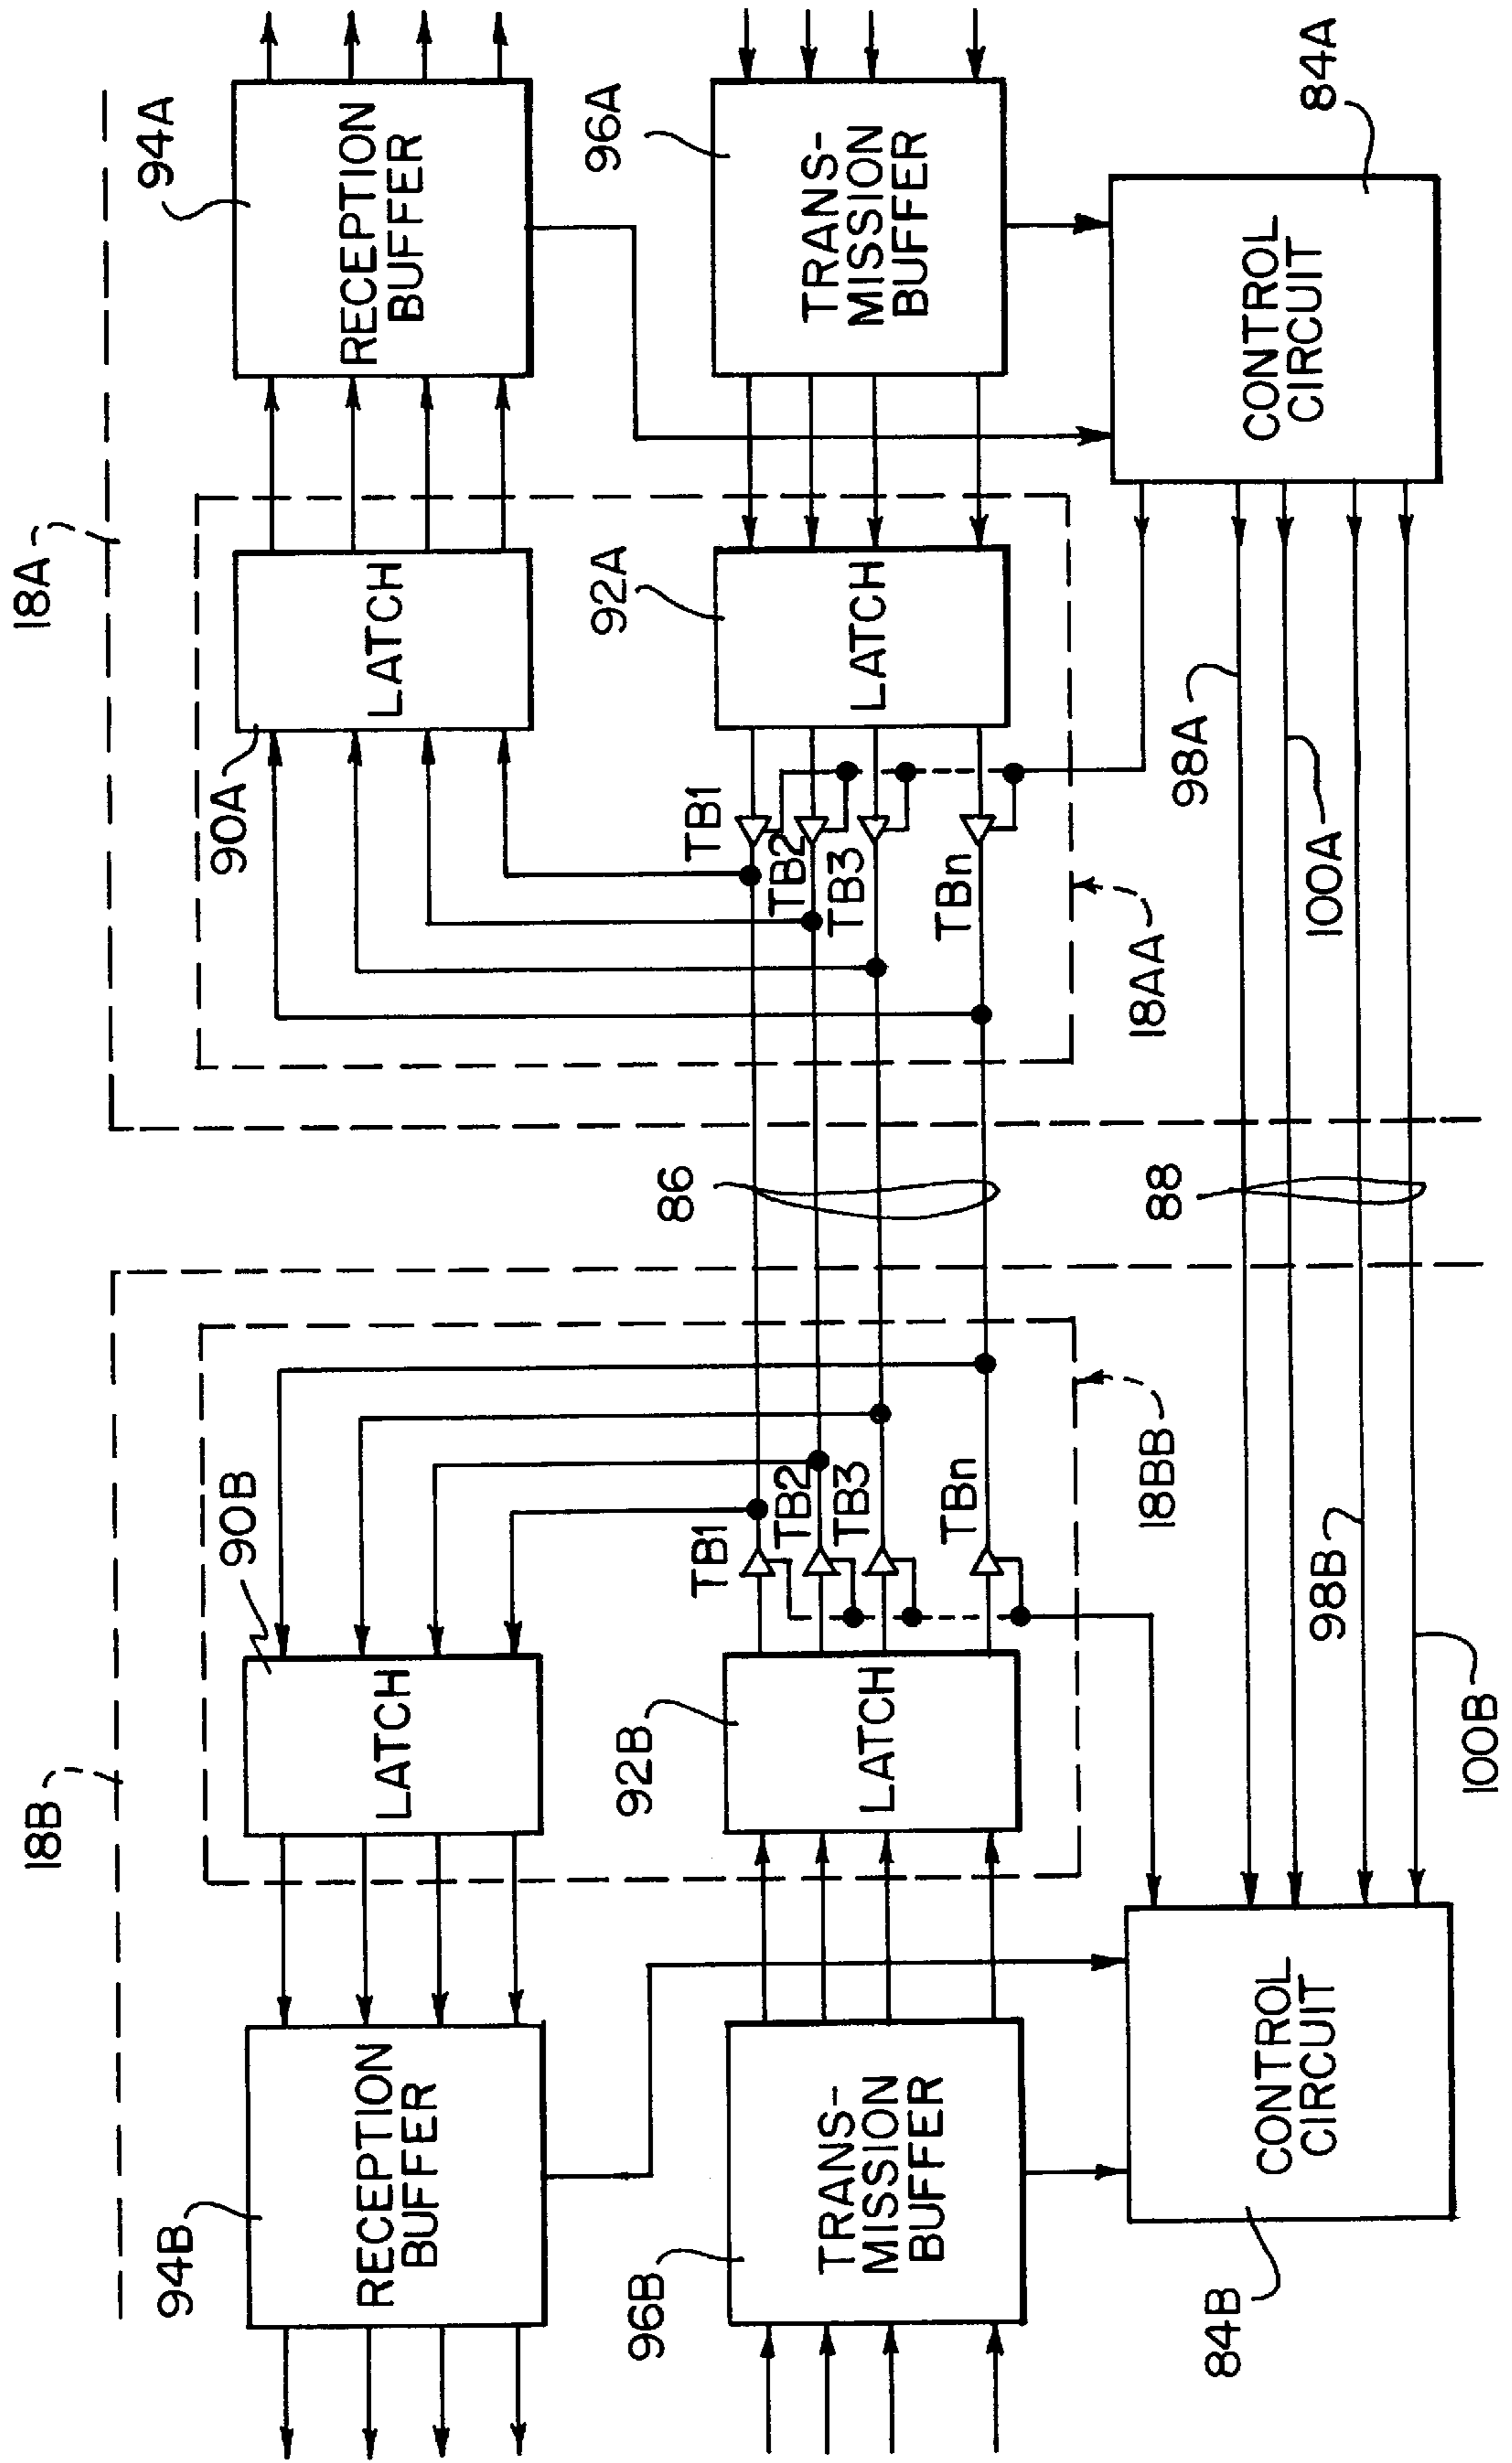 18B
18A
94B
RECEPTION
BUFFER
LATCH
90B
90A
LATCH
RECEPTION
BUFFER
94A
96B
TRANS-
MISSION
BUFFER
92B
LATCH
TB1
TB2
TB3
TBn
86
TB1
TB2
TB3
TBn
92A
LATCH
96A
TRANS-
MISSION
BUFFER
18BB
18AA
84B
CONTROL
CIRCUIT
98B
100B
88
98A
100A
CONTROL
CIRCUIT
84A